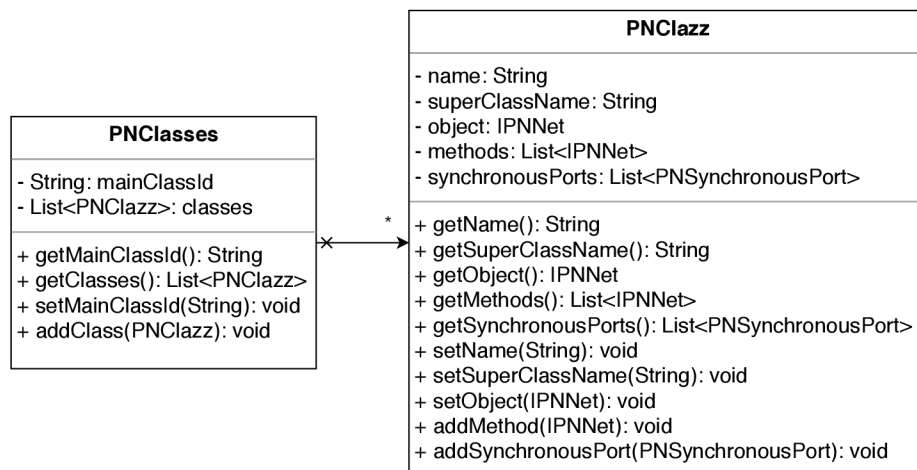 PNClasses
- String: mainClassId
- List<PNClazz>: classes
+ getMainClassId(): String
+ getClasses(): List<PNClazz>
+ setMainClassId(String): void
+ addClass(PNClazz): void
*
PNClazz
- name: String
- superClassName: String
- object: IPNNet
- methods: List<IPNNet>
- synchronousPorts: List<PNSynchronousPort>
+ getName(): String
+ getSuperClassName(): String
+ getObject(): IPNNet
+ getMethods(): List<IPNNet>
+ getSynchronousPorts(): List<PNSynchronousPort>
+ setName(String): void
+ setSuperClassName(String): void
+ setObject(IPNNet): void
+ addMethod(IPNNet): void
+ addSynchronousPort(PNSynchronousPort): void